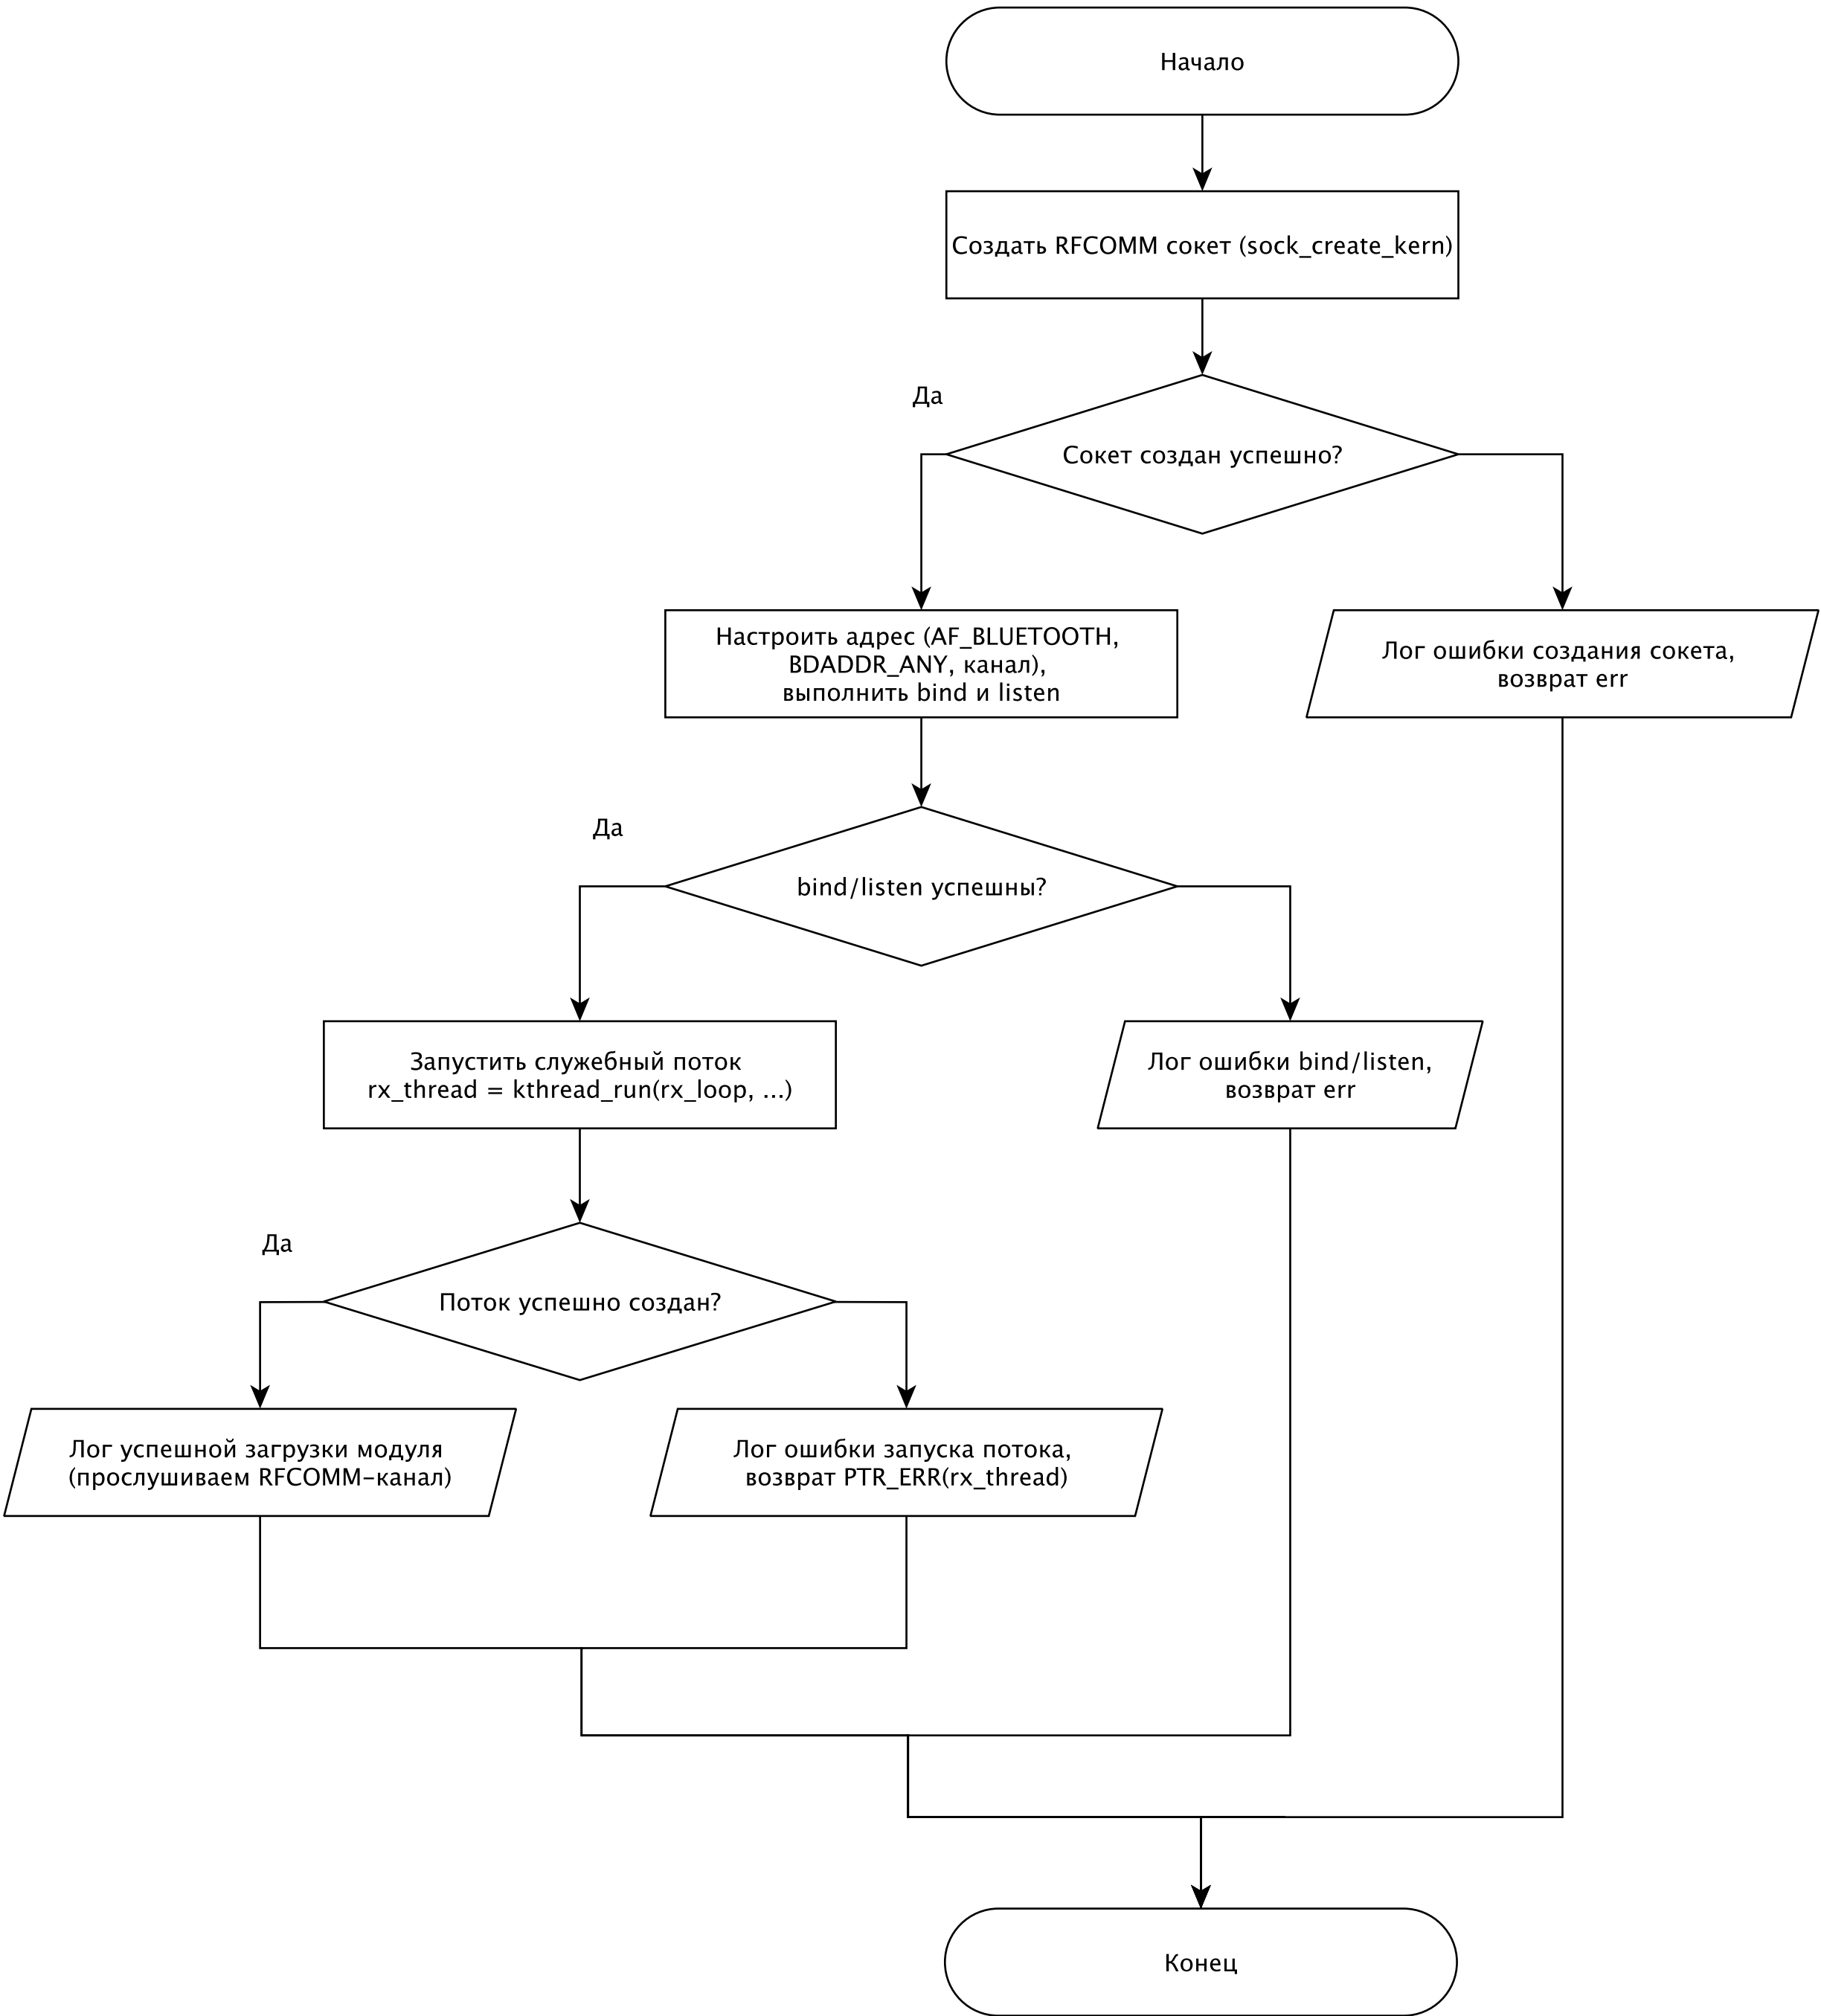 Начало
Создать RFCOMM сокет (sock_create_kern)
Да
Сокет создан успешно?
Настроить адрес (AF_BLUETOOTH,
BDADDR_ANY, канал),
выполнить bind и listen
Лог ошибки создания сокета,
возврат err
Да
bind/listen успешны?
Запустить служебный поток
rx_thread = kthread_run(rx_loop, ...)
Лог ошибки bind/listen,
возврат err
Да
Поток успешно создан?
Лог успешной загрузки модуля
(прослушиваем RFCOMM-канал)
Лог ошибки запуска потока,
возврат PTR_ERR(rx_thread)
Конец